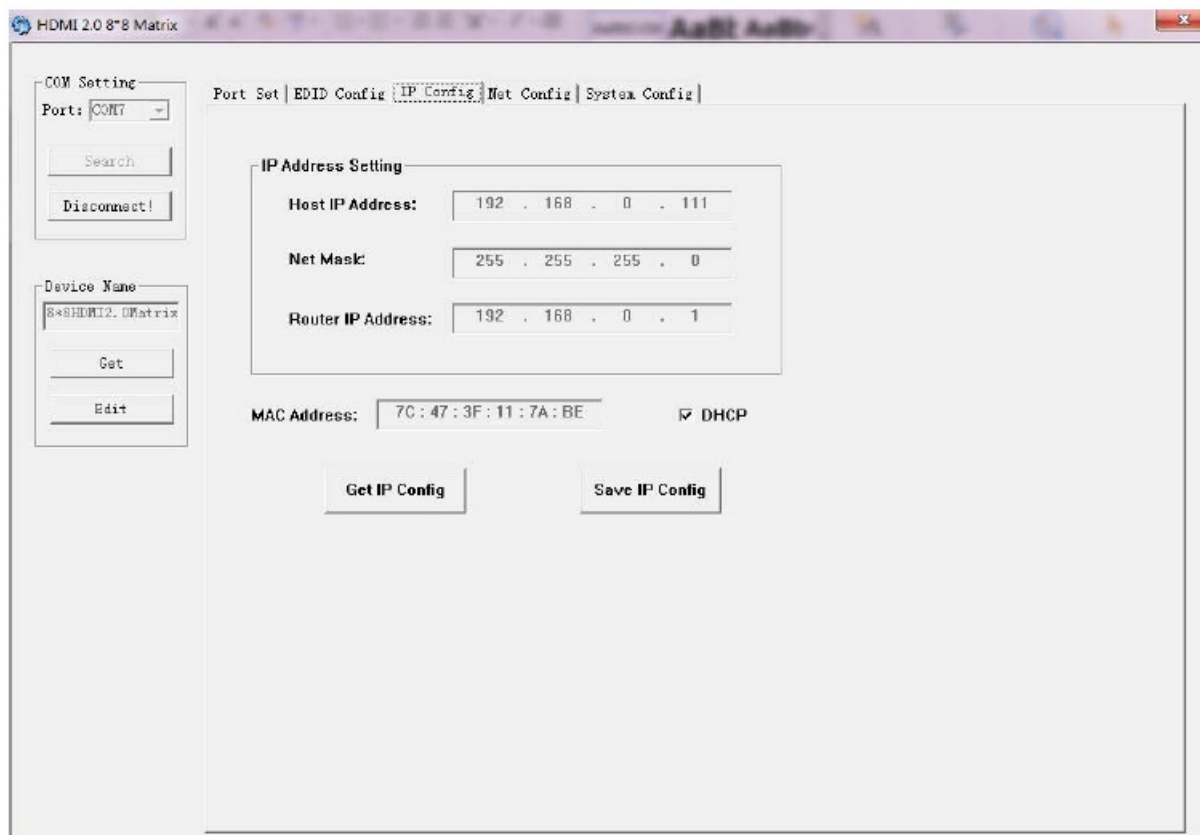 HDMI 2.0 8*8 Matrix
COM Setting
Port: COM7
Search
Disconnect!
Device Name
8*8HDMI2.0Matrix
Get
Edit
Port Set EDID Config IP Config Net Config System Config
IP Address Setting
Host IP Address: 192 . 168 . 0 . 111
Net Mask: 255 . 255 . 255 . 0
Router IP Address: 192 . 168 . 0 . 1
MAC Address: 7C : 47 : 3F : 11 : 7A : BE
DHCP
Get IP Config Save IP Config